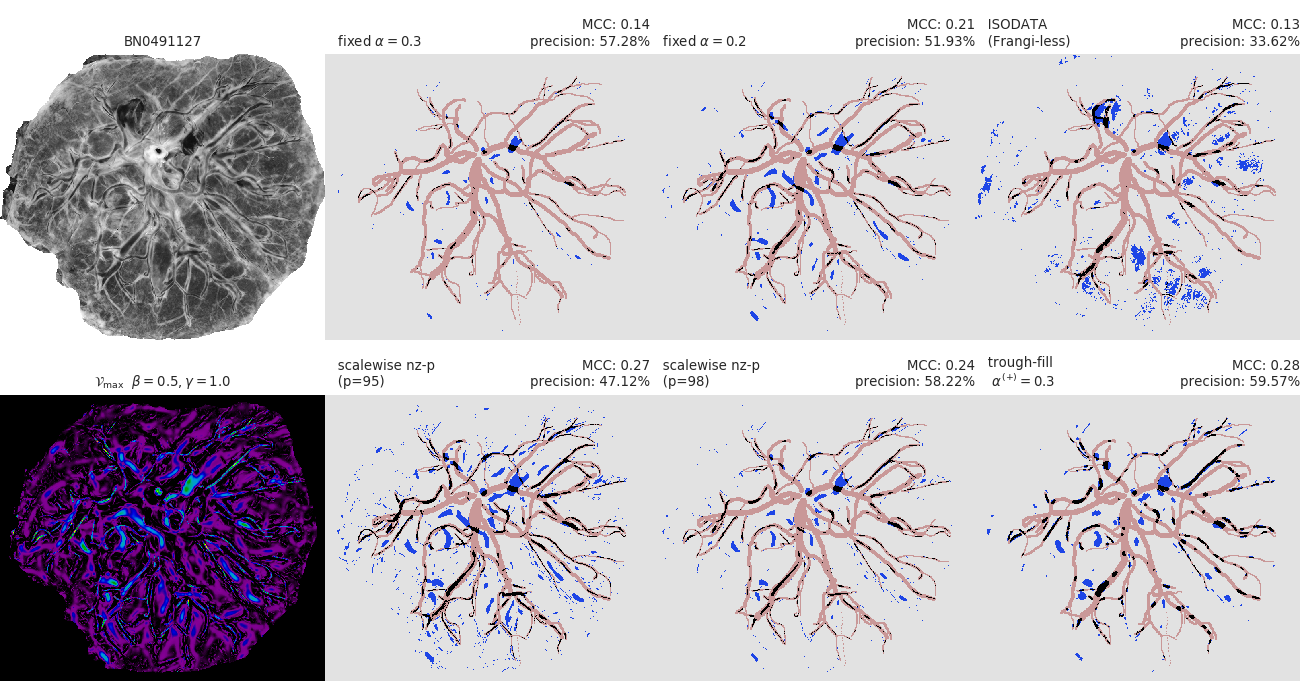 BN0491127
fixed α = 0.3
MCC: 0.14
precision: 57.28%
fixed α = 0.2
MCC: 0.21
precision: 51.93%
ISODATA
(Frangi-less)
MCC: 0.13
precision: 33.62%
𝒱max β = 0.5, γ = 1.0
scalewise nz-p
(p=95)
MCC: 0.27
precision: 47.12%
scalewise nz-p
(p=98)
MCC: 0.24
precision: 58.22%
trough-fill
α(+) = 0.3
MCC: 0.28
precision: 59.57%